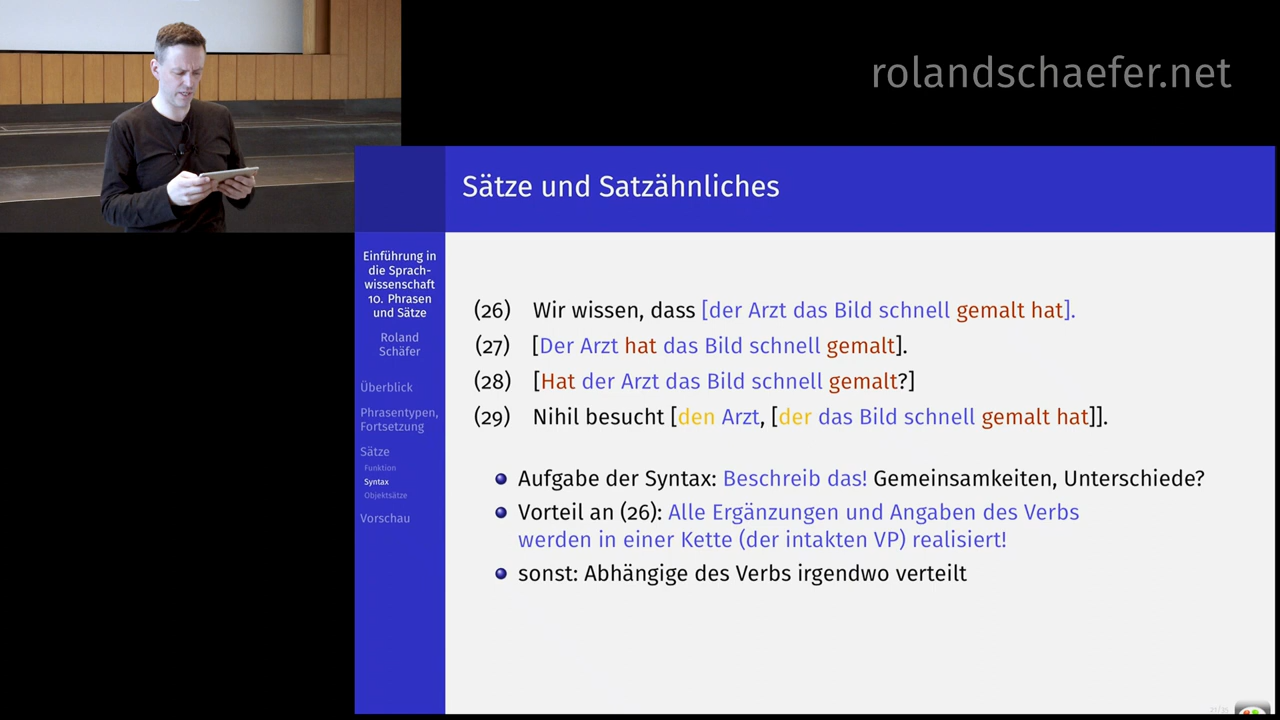 rolandschaefer.net
Sätze und Satzähnliches
Einführung in
die Sprach-
wissenschaft
10. Phrasen
und Sätze
Roland
Schäfer
Überblick
Phrasentypen,
Fortsetzung
Sätze
Funktion
Syntax
Objektsätze
Vorschau
(26) Wir wissen, dass [der Arzt das Bild schnell gemalt hat].
(27) [Der Arzt hat das Bild schnell gemalt].
(28) [Hat der Arzt das Bild schnell gemalt?]
(29) Nihil besucht [den Arzt, [der das Bild schnell gemalt hat]].
Aufgabe der Syntax: Beschreib das! Gemeinsamkeiten, Unterschiede?
Vorteil an (26): Alle Ergänzungen und Angaben des Verbs
werden in einer Kette (der intakten VP) realisiert!
sonst: Abhängige des Verbs irgendwo verteilt